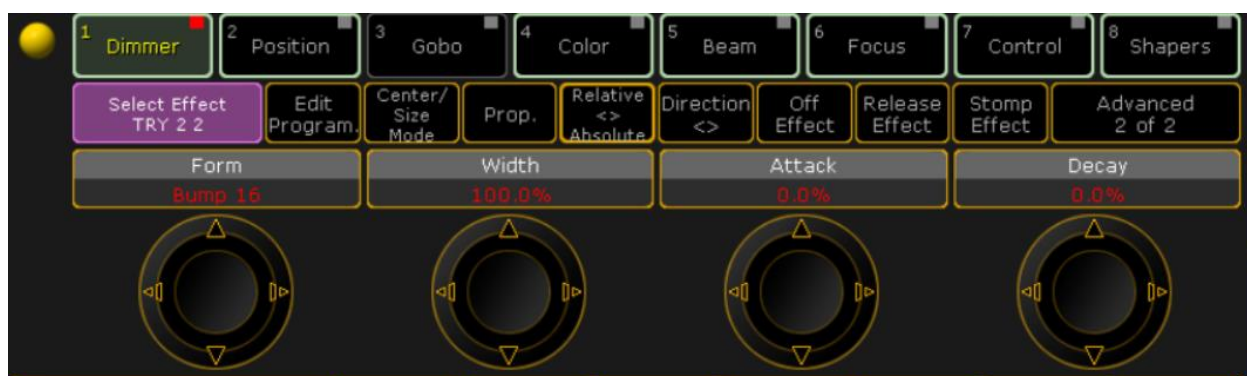 1 Dimmer
2 Position
3 Gobo
4 Color
5 Beam
6 Focus
7 Control
8 Shapers
Select Effect
TRY 2 2
Edit
Program.
Center/
Size
Mode
Prop.
Relative
<>
Absolute
Direction
<>
Off
Effect
Release
Effect
Stomp
Effect
Advanced
2 of 2
Form
Bump 16
Width
100.0%
Attack
0.0%
Decay
0.0%